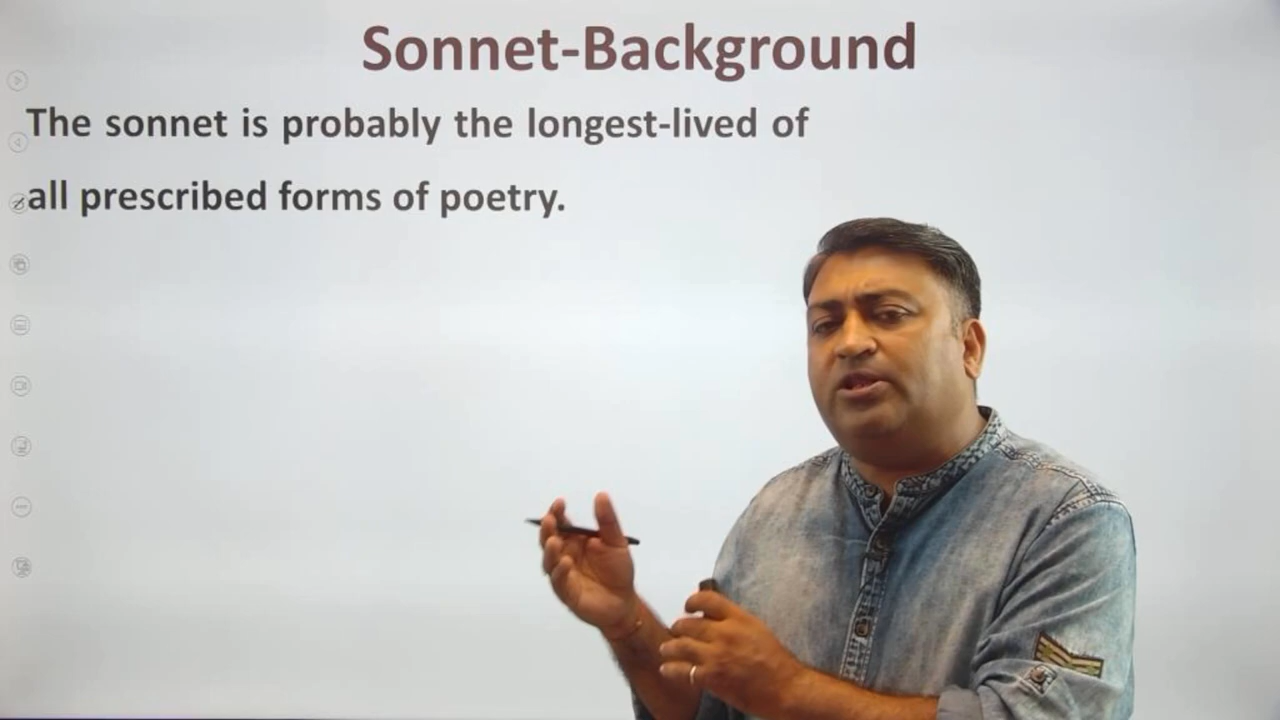 Sonnet-Background
The sonnet is probably the longest-lived of
all prescribed forms of poetry.